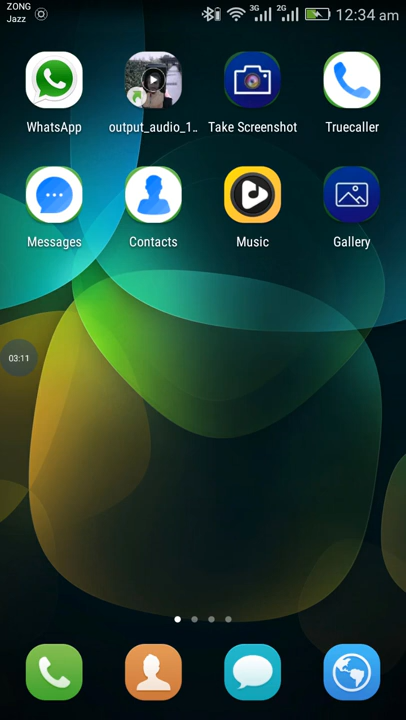 ZONG
Jazz
3G 2G 12:34 am
WhatsApp output_audio_1.. Take Screenshot Truecaller
Messages Contacts Music Gallery
03:11